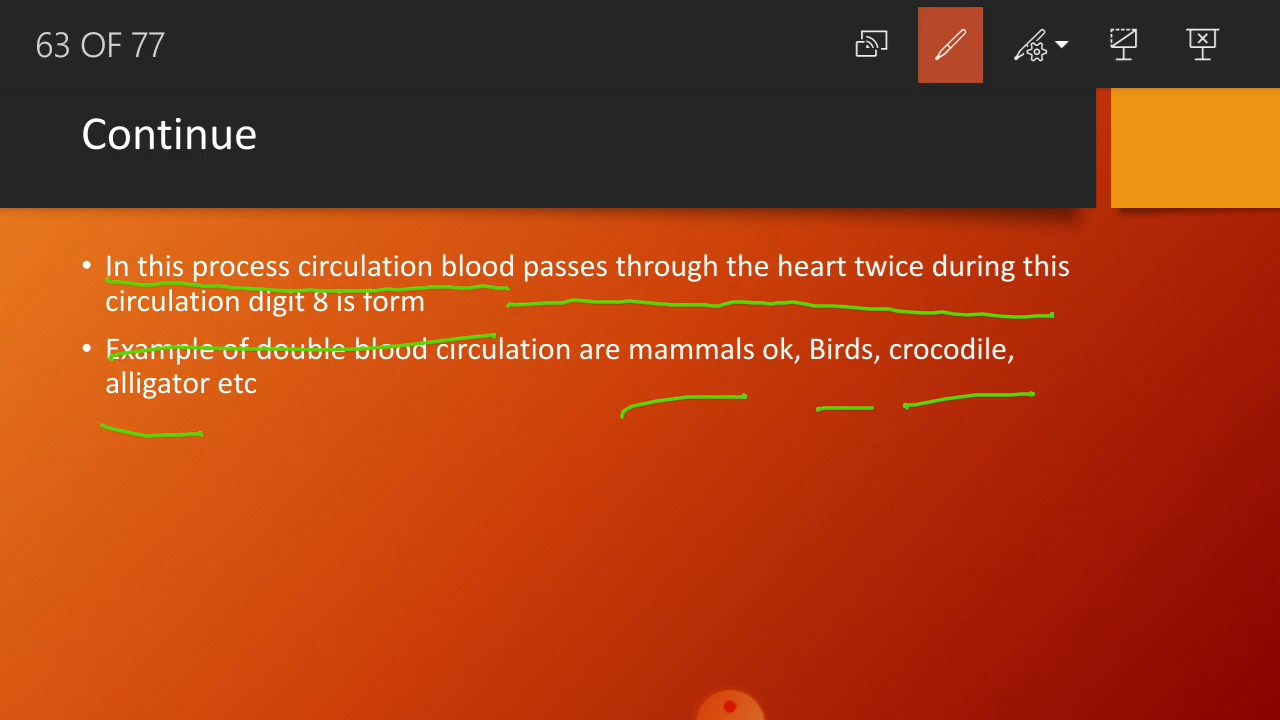 63 OF 77
Continue
• In this process circulation blood passes through the heart twice during this
circulation digit 8 is form
• Example of double blood circulation are mammals ok, Birds, crocodile,
alligator etc